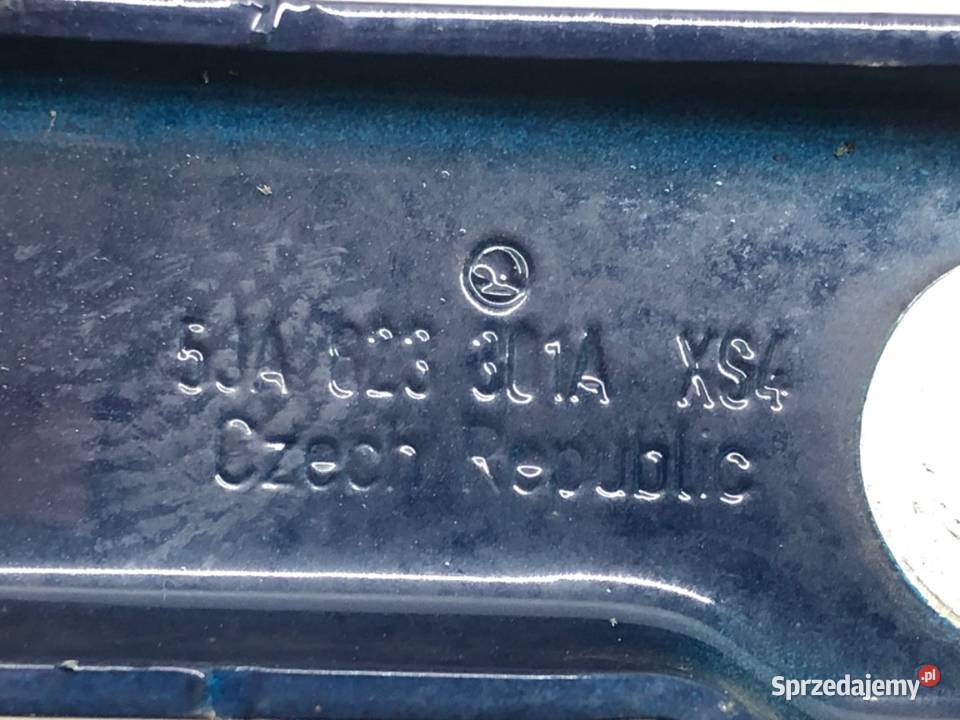 5JA 823 301A XS4
Czech Republic
Sprzedajemy.pl